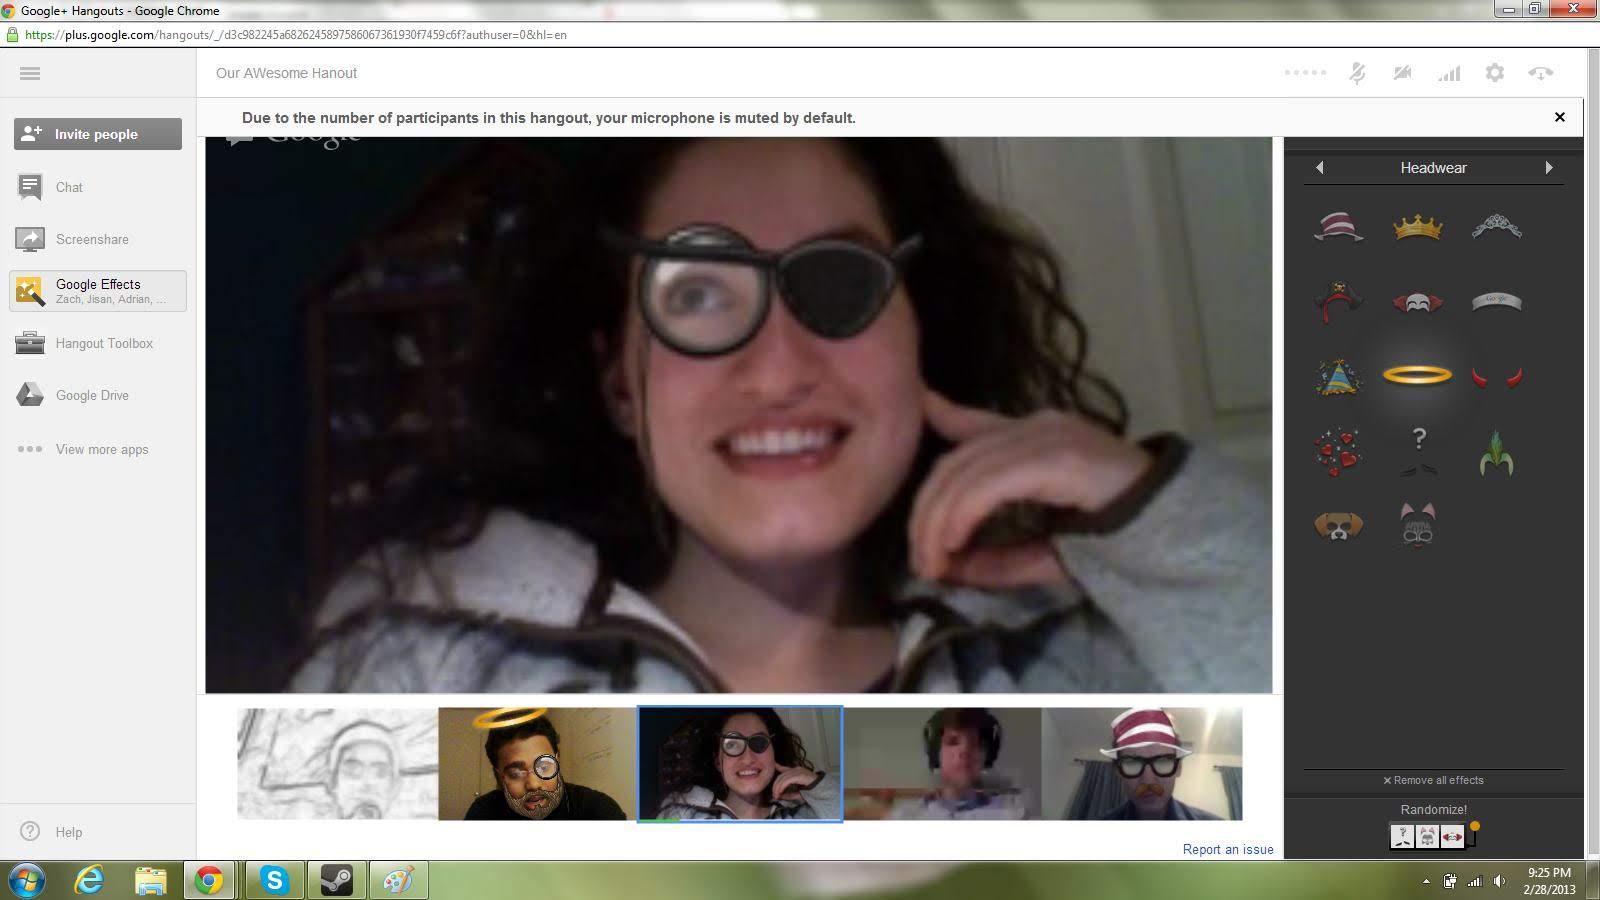 Google+ Hangouts - Google Chrome
https://plus.google.com/hangouts/_/d3c982245a6826245897586067361930f7459c6f?authuser=0&hl=en
Our AWesome Hanout
Due to the number of participants in this hangout, your microphone is muted by default.
Invite people
Chat
Screenshare
Google Effects
Zach, Jisan, Adrian, ...
Hangout Toolbox
Google Drive
View more apps
Help
Google
Headwear
Google
Remove all effects
Randomize!
Report an issue
9:25 PM
2/28/2013